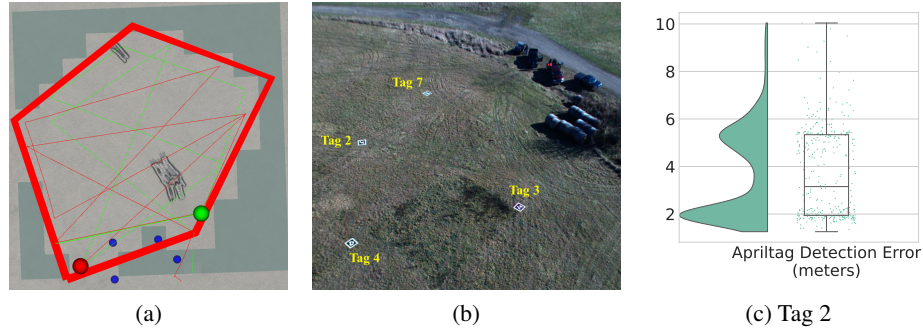 Tag 7
Tag 2
Tag 3
Tag 4
10
8
6
4
2
Apriltag Detection Error
(meters)
(a)
(b)
(c) Tag 2